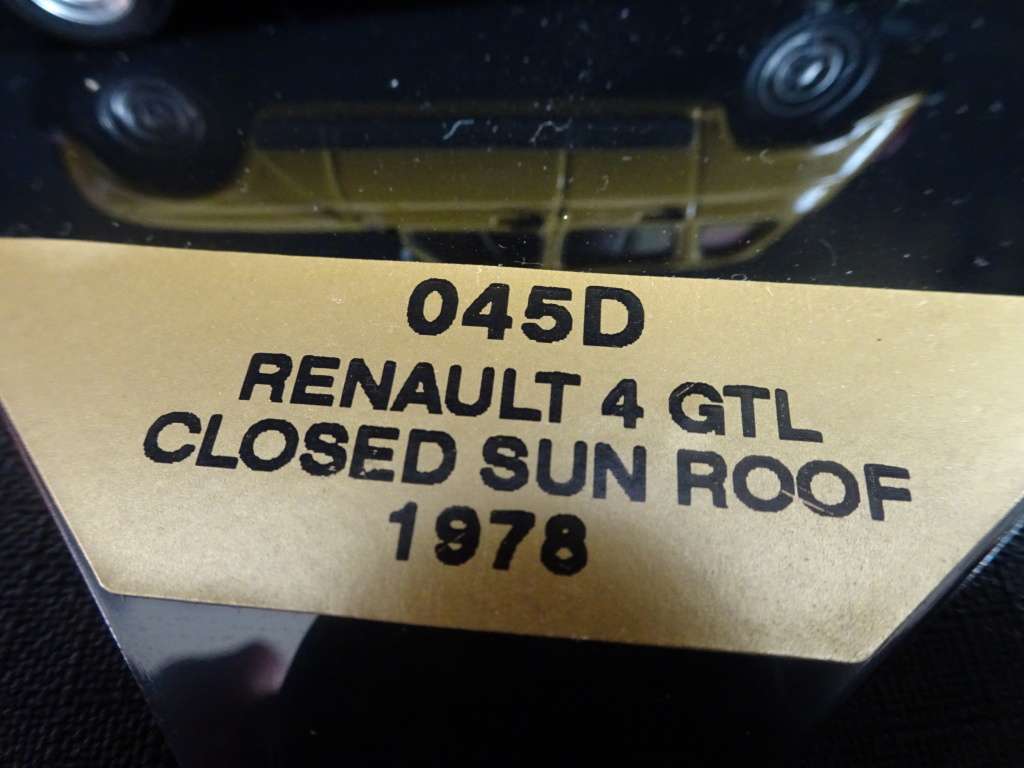 045D
RENAULT 4 GTL
CLOSED SUN ROOF
1978